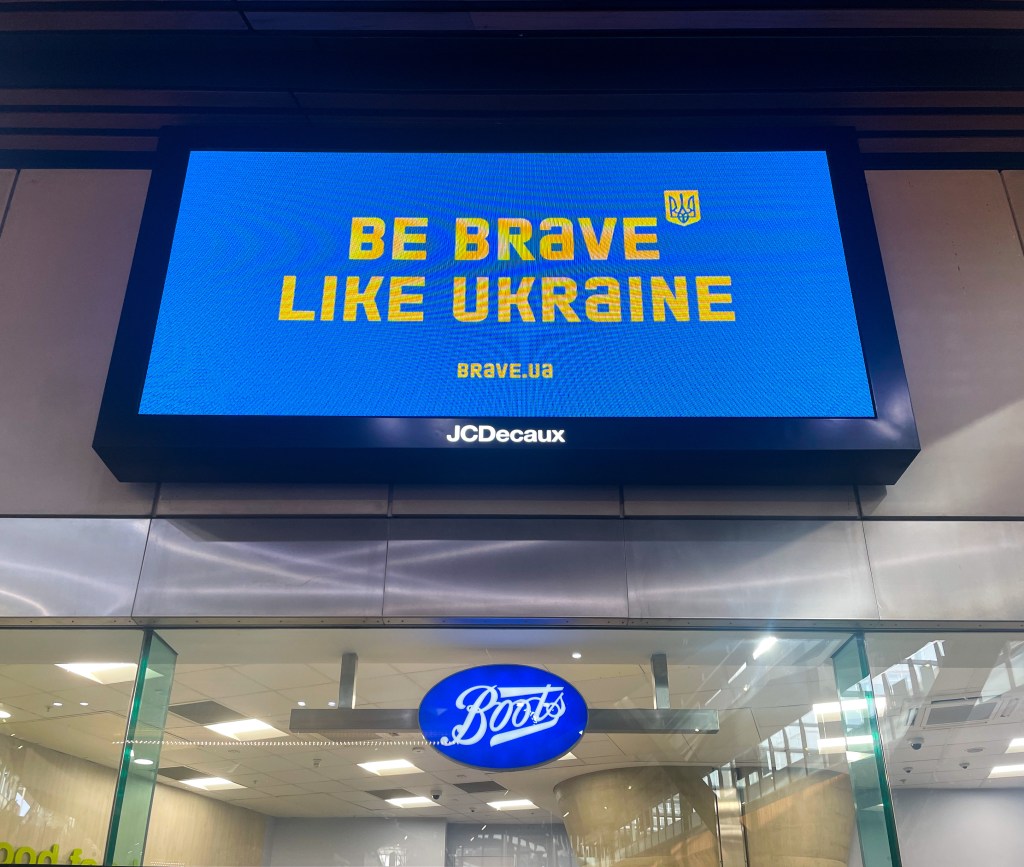 BE BRAVE
LIKE UKRAINE
BRAVE.UA
JCDecaux
Boots